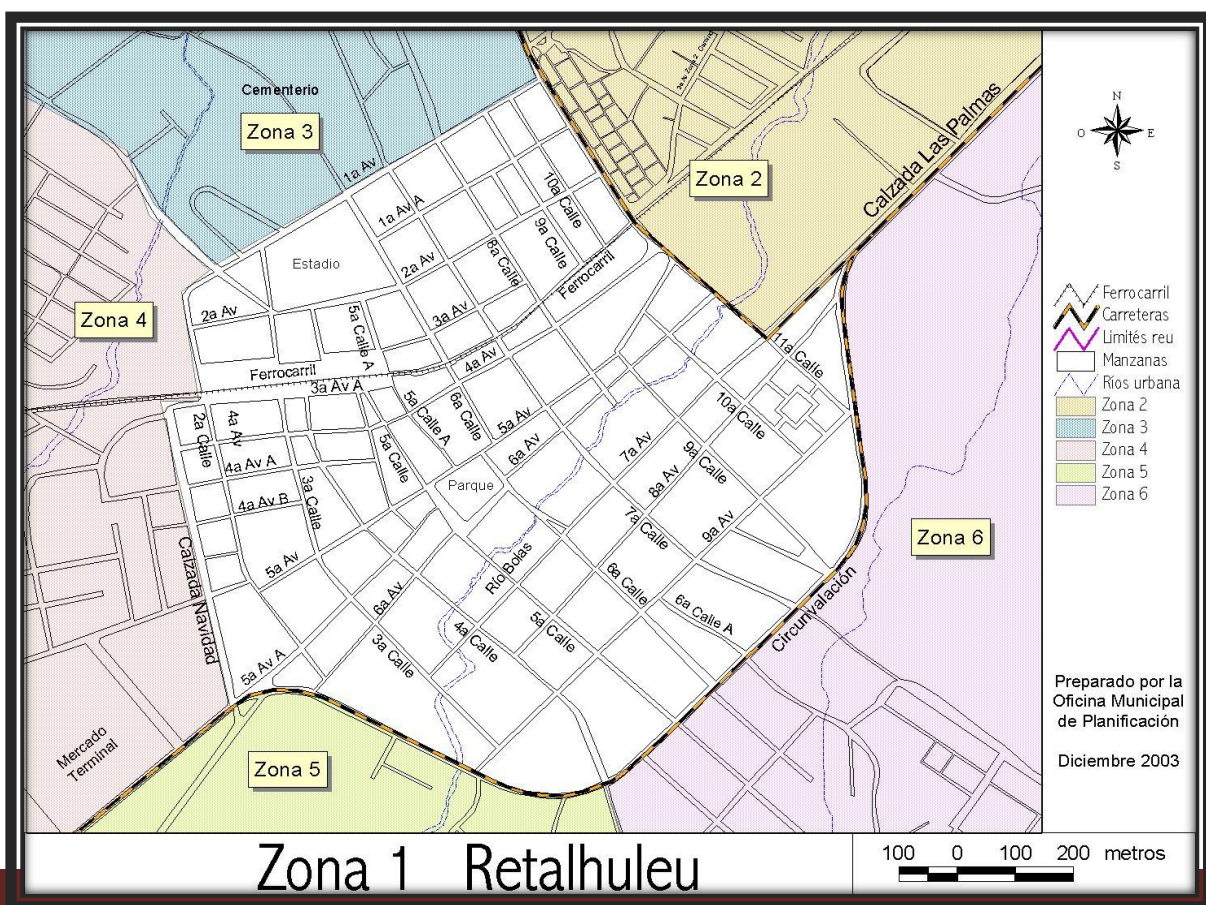 Cementerio
Zona 3
1a Av
3a Av Zona 2
Zona 2
Calzada Las Palmas
N
O
E
S
1a Av A
10a Calle
9a Calle
8a Calle
2a Av
Estadio
Ferrocarril
Zona 4
2a Av
5a Calle A
3a Av
4a Av
Ferrocarril
3a Av A
11a Calle
10a Calle
2a Calle
4a Av
5a Calle A
6a Calle
5a Av
6a Av
7a Av
9a Calle
4a Av A
5a Calle
Parque
8a Av
4a Av B
3a Calle
7a Calle
9a Av
Zona 6
Calzada Navidad
5a Av
Río Bolas
6a Calle
6a Av
6a Calle A
Circunvalación
3a Calle
4a Calle
5a Calle
5a Av A
Mercado
Terminal
Zona 5
Ferrocarril
Carreteras
Limités reu
Manzanas
Ríos urbana
Zona 2
Zona 3
Zona 4
Zona 5
Zona 6
Preparado por la
Oficina Municipal
de Planificación
Diciembre 2003
Zona 1 Retalhuleu
100 0 100 200 metros